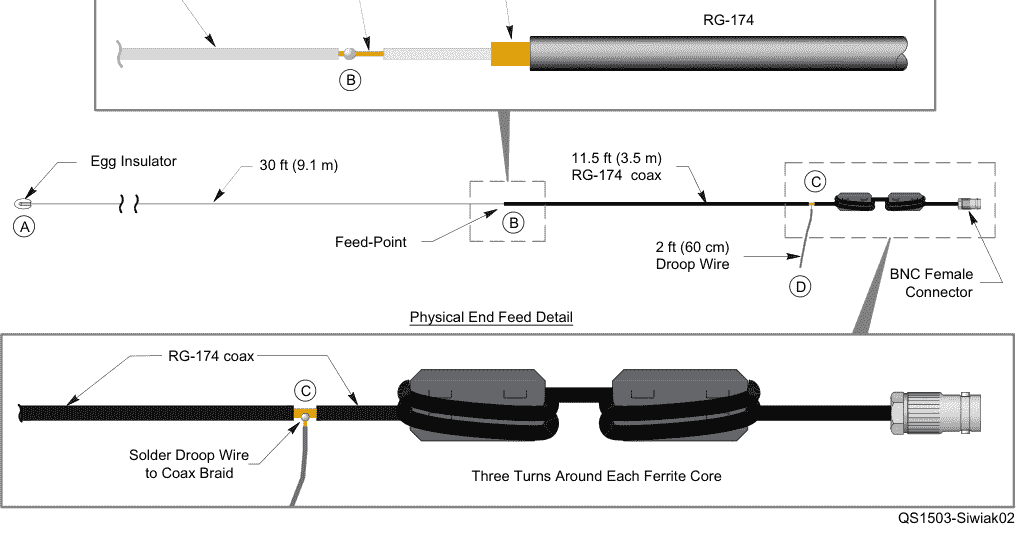 RG-174
B
Egg Insulator
30 ft (9.1 m)
11.5 ft (3.5 m)
RG-174 coax
C
A
B
Feed-Point
2 ft (60 cm)
Droop Wire
D
BNC Female
Connector
Physical End Feed Detail
RG-174 coax
C
Solder Droop Wire
to Coax Braid
Three Turns Around Each Ferrite Core
QS1503-Siwiak02